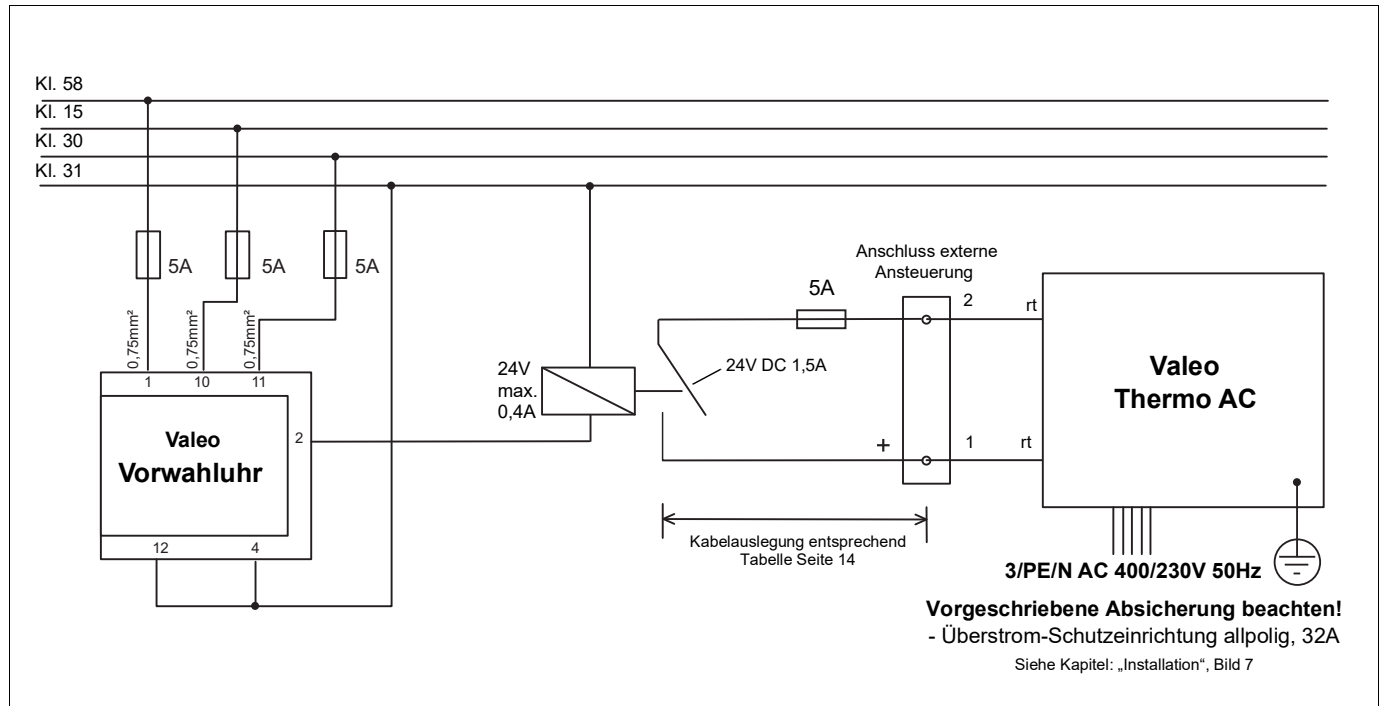 Kl. 58
Kl. 15
Kl. 30
Kl. 31
5A
5A
5A
0,75mm²
0,75mm²
0,75mm²
1
10
11
Valeo
Vorwahluhr
2
12
4
24V
max.
0,4A
24V DC 1,5A
5A
Anschluss externe
Ansteuerung
2
rt
+
1
rt
Kabelauslegung entsprechend
Tabelle Seite 14
Valeo
Thermo AC
3/PE/N AC 400/230V 50Hz
Vorgeschriebene Absicherung beachten!
- Überstrom-Schutzeinrichtung allpolig, 32A
Siehe Kapitel: „Installation“, Bild 7